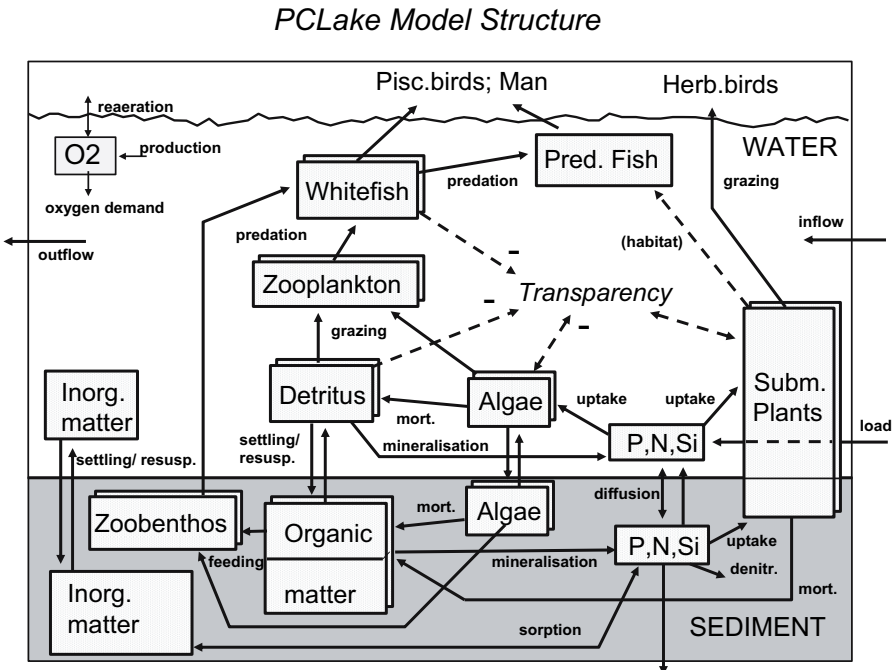 PCLake Model Structure
Pisc.birds; Man
Herb.birds
reaeration
O2
production
oxygen demand
WATER
Pred. Fish
Whitefish
predation
grazing
outflow
predation
(habitat)
inflow
-
Zooplankton
-
Transparency
-
grazing
Inorg.
matter
Detritus
Algae
Subm.
Plants
mort.
uptake
uptake
load
settling/
resusp.
mineralisation
P,N,Si
settling/ resusp.
Zoobenthos
Organic
matter
mort.
Algae
diffusion
feeding
mineralisation
P,N,Si
uptake
denitr.
mort.
Inorg.
matter
sorption
SEDIMENT